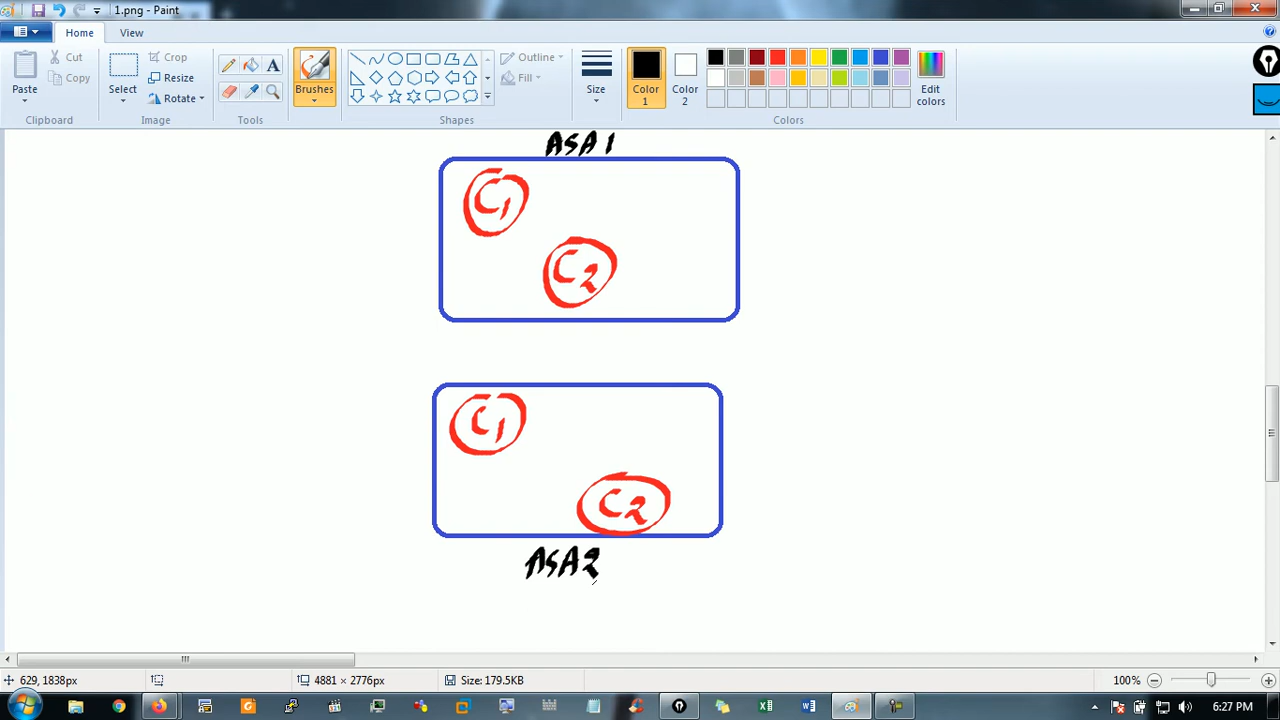 1.png - Paint
Home
View
Paste
Cut
Copy
Clipboard
Select
Crop
Resize
Rotate
Image
A
Tools
Brushes
Outline
Fill
Shapes
Size
Color 1
Color 2
Edit colors
Colors
ASA 1
C1
C2
C1
C2
ASA2
629, 1838px
4881 × 2776px
Size: 179.5KB
100%
6:27 PM